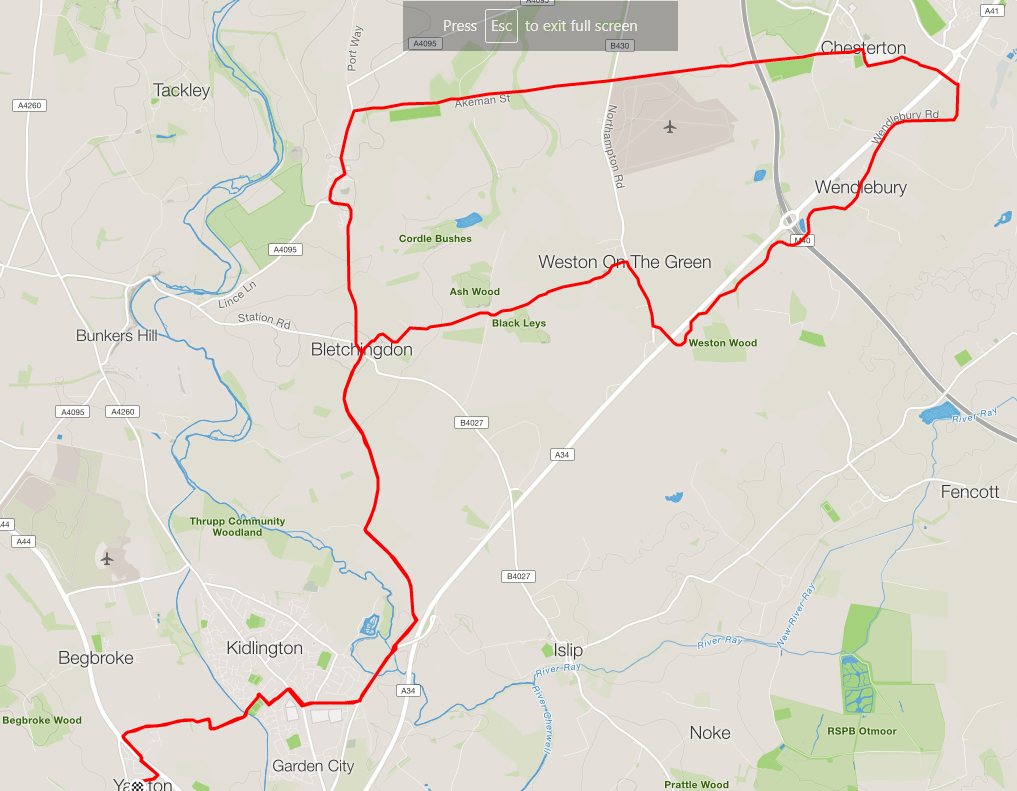 A4095
Press Esc to exit full screen
A4095
B430
A41
Chesterton
Port Way
Tackley
A4260
Akeman St
Northampton Rd
Wendlebury Rd
Wendlebury
Cordle Bushes
A4095
M40
Weston On The Green
Lince Ln
Ash Wood
Station Rd
Black Leys
Bunkers Hill
Bletchingdon
Weston Wood
A4095
A4260
B4027
River Ray
A34
Fencott
Thrupp Community
Woodland
A44
A44
B4027
New River Ray
Kidlington
Islip
River Ray
River Ray
Begbroke
A34
Begbroke Wood
River Cherwell
RSPB Otmoor
Noke
Garden City
Prattle Wood